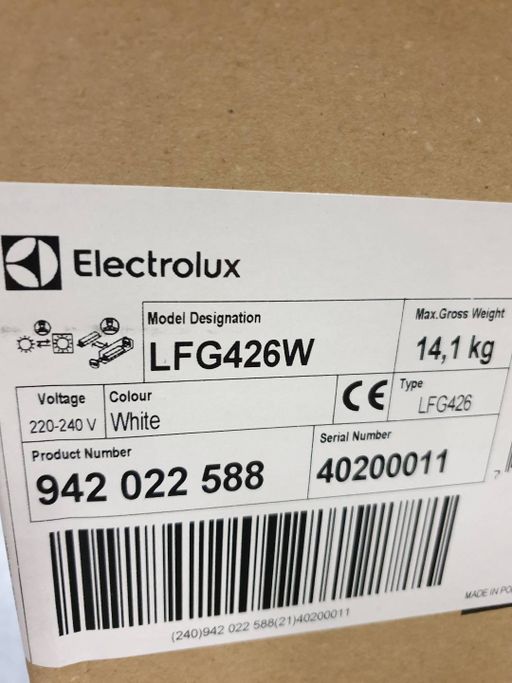 Electrolux
Model Designation
LFG426W
Max.Gross Weight
14,1 kg
Voltage
220-240 V
Colour
White
CE
Type
LFG426
Product Number
942 022 588
Serial Number
40200011
(240)942 022 588(21)40200011
MADE IN